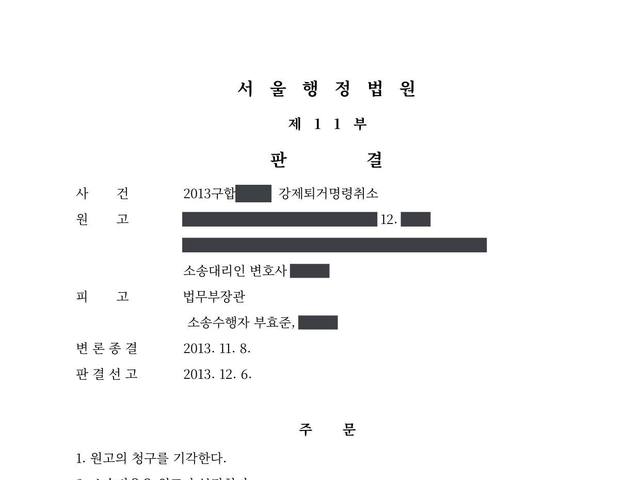 서 울 행 정 법 원
제 1 1 부
판 결
사 건 2013구합 강제퇴거명령취소
원 고 12.
소송대리인 변호사
피 고 법무부장관
소송수행자 부효준,
변 론 종 결 2013. 11. 8.
판 결 선 고 2013. 12. 6.
주 문
1. 원고의 청구를 기각한다.